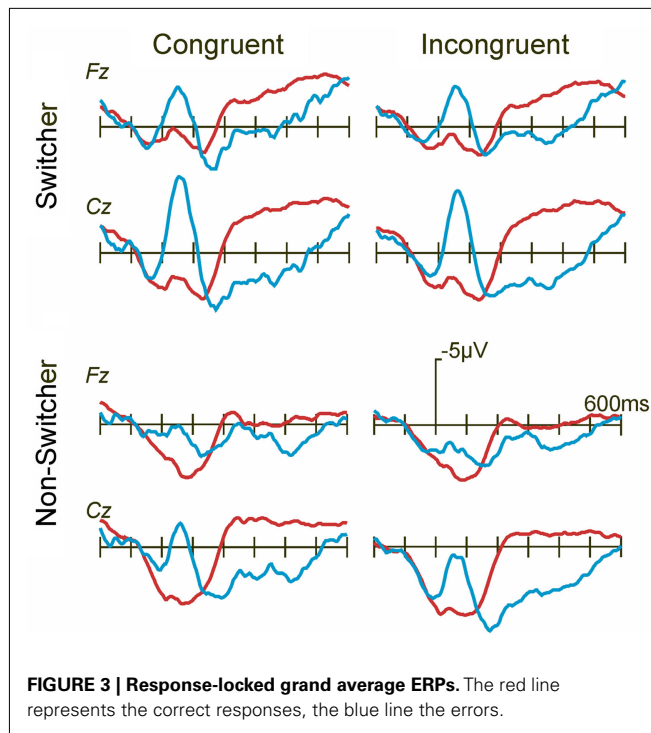 Congruent
Incongruent
Switcher
Fz
Cz
Non-Switcher
Fz
-5µV
600ms
Cz
FIGURE 3 | Response-locked grand average ERPs. The red line
represents the correct responses, the blue line the errors.